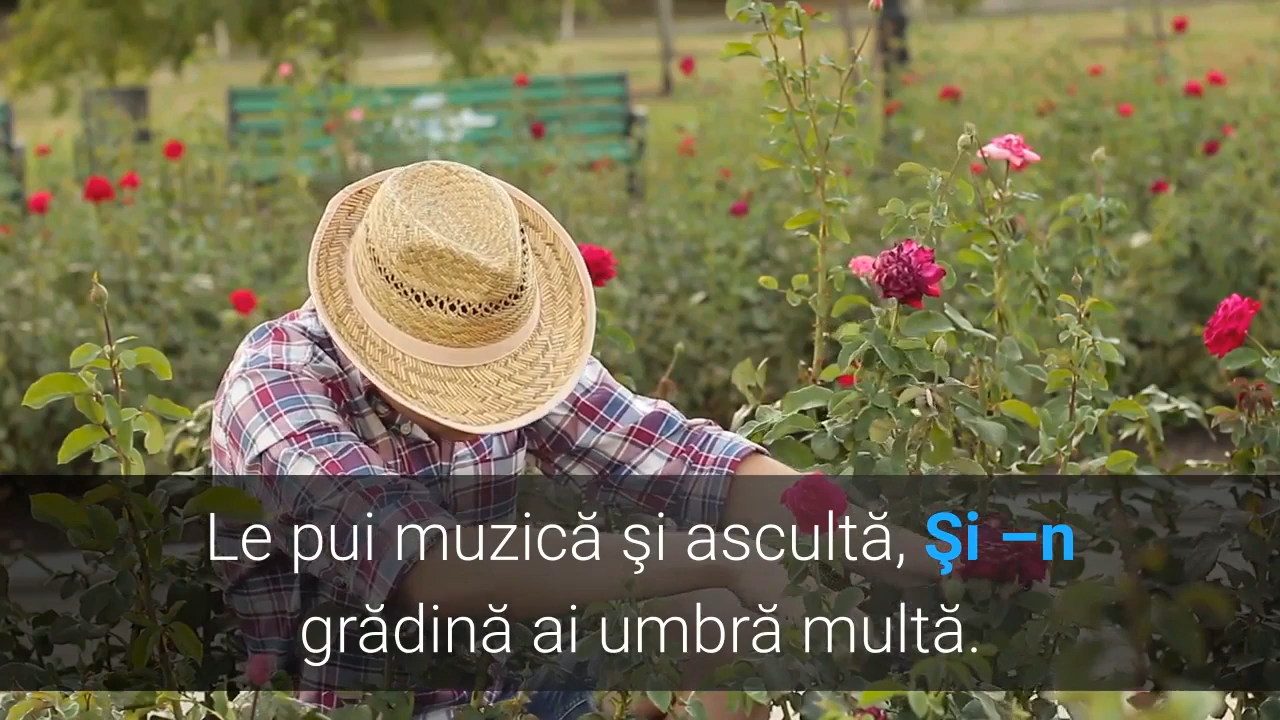 Le pui muzică şi ascultă, Şi –n
grădină ai umbră multă.